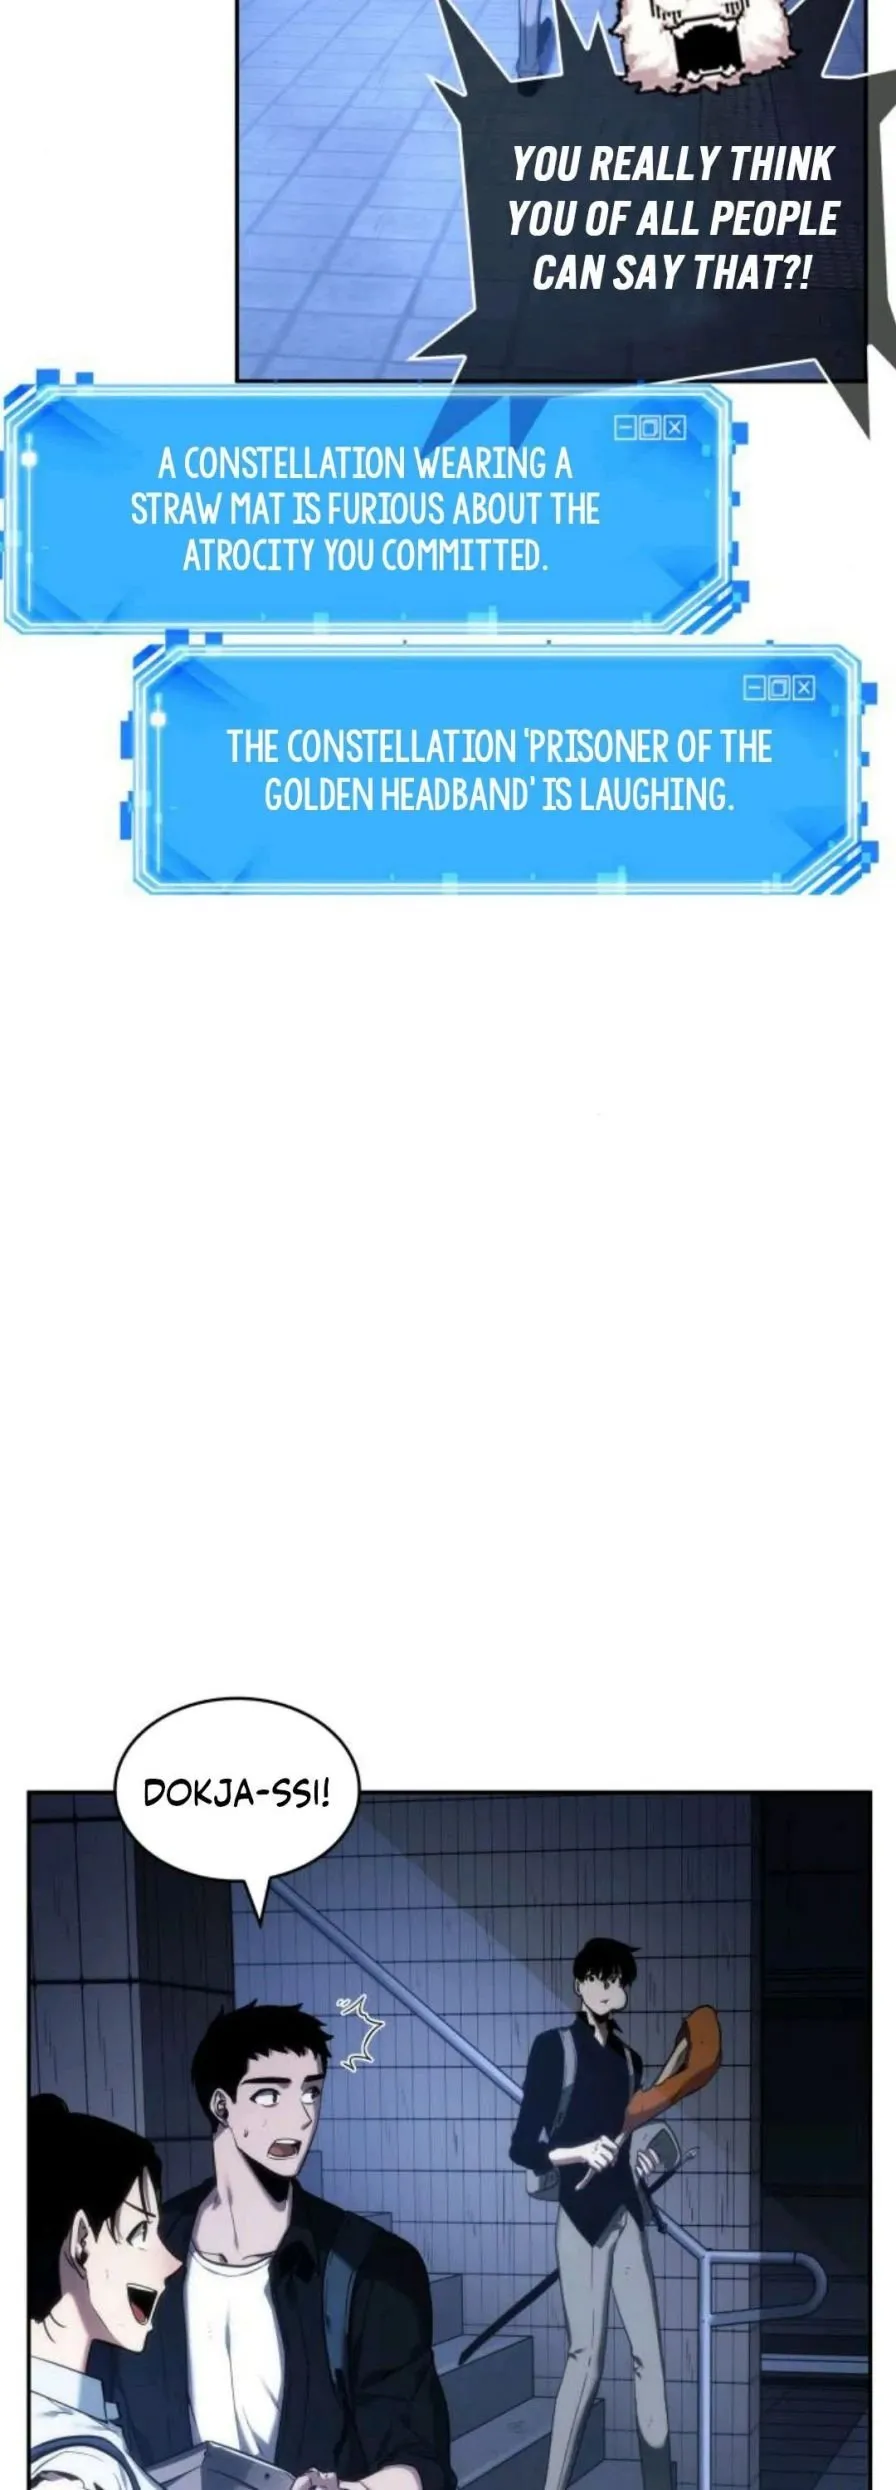 YOU REALLY THINK
YOU OF ALL PEOPLE
CAN SAY THAT?!
A CONSTELLATION WEARING A
STRAW MAT IS FURIOUS ABOUT THE
ATROCITY YOU COMMITTED.
THE CONSTELLATION 'PRISONER OF THE
GOLDEN HEADBAND' IS LAUGHING.
DOKJA-SSI!